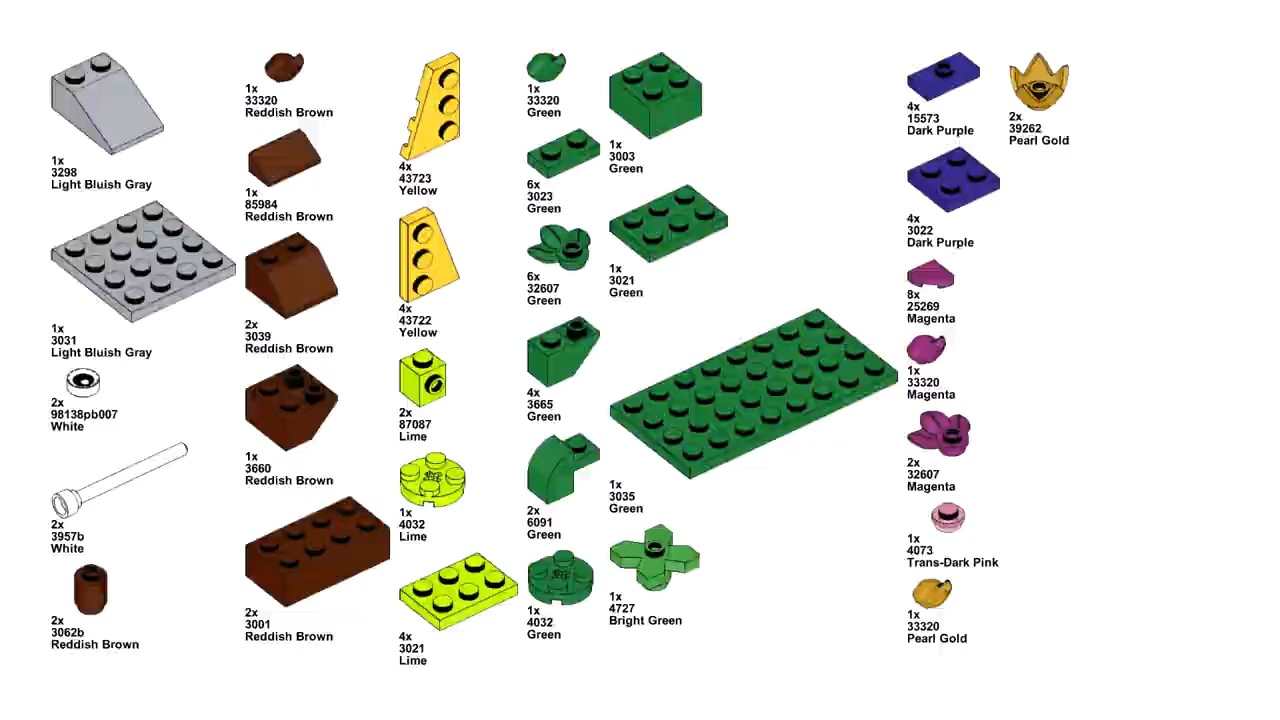 1x
3298
Light Bluish Gray
1x
3031
Light Bluish Gray
2x
98138pb007
White
2x
3957b
White
2x
3062b
Reddish Brown
1x
33320
Reddish Brown
1x
85984
Reddish Brown
2x
3039
Reddish Brown
1x
3660
Reddish Brown
2x
3001
Reddish Brown
4x
43723
Yellow
4x
43722
Yellow
2x
87087
Lime
1x
4032
Lime
4x
3021
Lime
1x
33320
Green
6x
3023
Green
6x
32607
Green
4x
3665
Green
2x
6091
Green
1x
4032
Green
1x
3003
Green
1x
3021
Green
1x
3035
Green
1x
4727
Bright Green
4x
15573
Dark Purple
4x
3022
Dark Purple
8x
25269
Magenta
1x
33320
Magenta
2x
32607
Magenta
1x
4073
Trans-Dark Pink
1x
33320
Pearl Gold
2x
39262
Pearl Gold